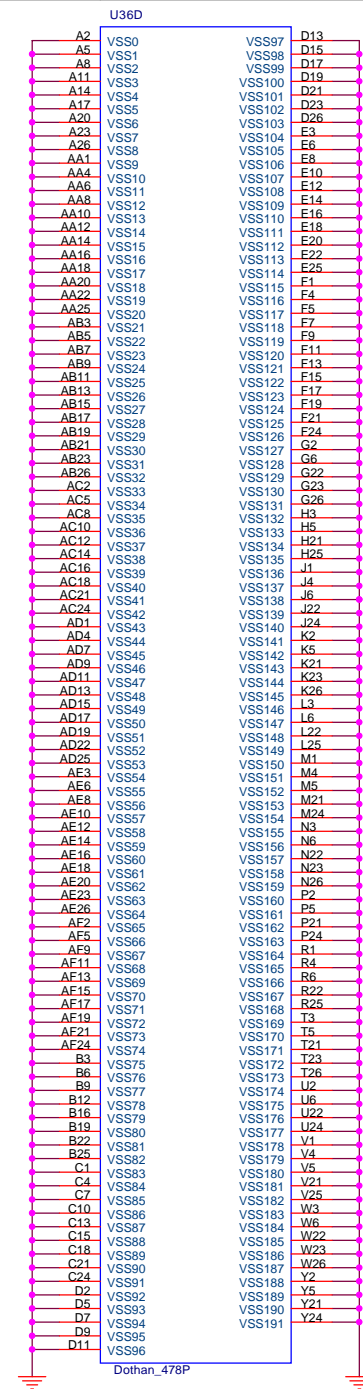 U36D
A2 VSS0 VSS97 D13
A5 VSS1 VSS98 D15
A8 VSS2 VSS99 D17
A11 VSS3 VSS100 D19
A14 VSS4 VSS101 D21
A17 VSS5 VSS102 D23
A20 VSS6 VSS103 D26
A23 VSS7 VSS104 E3
A26 VSS8 VSS105 E6
AA1 VSS9 VSS106 E8
AA4 VSS10 VSS107 E10
AA6 VSS11 VSS108 E12
AA8 VSS12 VSS109 E14
AA10 VSS13 VSS110 E16
AA12 VSS14 VSS111 E18
AA14 VSS15 VSS112 E20
AA16 VSS16 VSS113 E22
AA18 VSS17 VSS114 E25
AA20 VSS18 VSS115 F1
AA22 VSS19 VSS116 F4
AA25 VSS20 VSS117 F5
AB3 VSS21 VSS118 F7
AB5 VSS22 VSS119 F9
AB7 VSS23 VSS120 F11
AB9 VSS24 VSS121 F13
AB11 VSS25 VSS122 F15
AB13 VSS26 VSS123 F17
AB15 VSS27 VSS124 F19
AB17 VSS28 VSS125 F21
AB19 VSS29 VSS126 F24
AB21 VSS30 VSS127 G2
AB23 VSS31 VSS128 G6
AB26 VSS32 VSS129 G22
AC2 VSS33 VSS130 G23
AC5 VSS34 VSS131 G26
AC8 VSS35 VSS132 H3
AC10 VSS36 VSS133 H5
AC12 VSS37 VSS134 H21
AC14 VSS38 VSS135 H25
AC16 VSS39 VSS136 J1
AC18 VSS40 VSS137 J4
AC21 VSS41 VSS138 J6
AC24 VSS42 VSS139 J22
AD1 VSS43 VSS140 J24
AD4 VSS44 VSS141 K2
AD7 VSS45 VSS142 K5
AD9 VSS46 VSS143 K21
AD11 VSS47 VSS144 K23
AD13 VSS48 VSS145 K26
AD15 VSS49 VSS146 L3
AD17 VSS50 VSS147 L6
AD19 VSS51 VSS148 L22
AD22 VSS52 VSS149 L25
AD25 VSS53 VSS150 M1
AE3 VSS54 VSS151 M4
AE6 VSS55 VSS152 M5
AE8 VSS56 VSS153 M21
AE10 VSS57 VSS154 M24
AE12 VSS58 VSS155 N3
AE14 VSS59 VSS156 N6
AE16 VSS60 VSS157 N22
AE18 VSS61 VSS158 N23
AE20 VSS62 VSS159 N26
AE23 VSS63 VSS160 P2
AE26 VSS64 VSS161 P5
AF2 VSS65 VSS162 P21
AF5 VSS66 VSS163 P24
AF9 VSS67 VSS164 R1
AF11 VSS68 VSS165 R4
AF13 VSS69 VSS166 R6
AF15 VSS70 VSS167 R22
AF17 VSS71 VSS168 R25
AF19 VSS72 VSS169 T3
AF21 VSS73 VSS170 T5
AF24 VSS74 VSS171 T21
B3 VSS75 VSS172 T23
B6 VSS76 VSS173 T26
B9 VSS77 VSS174 U2
B12 VSS78 VSS175 U6
B16 VSS79 VSS176 U22
B19 VSS80 VSS177 U24
B22 VSS81 VSS178 V1
B25 VSS82 VSS179 V4
C1 VSS83 VSS180 V5
C4 VSS84 VSS181 V21
C7 VSS85 VSS182 V25
C10 VSS86 VSS183 W3
C13 VSS87 VSS184 W6
C15 VSS88 VSS185 W22
C18 VSS89 VSS186 W23
C21 VSS90 VSS187 W26
C24 VSS91 VSS188 Y2
D2 VSS92 VSS189 Y5
D5 VSS93 VSS190 Y21
D7 VSS94 VSS191 Y24
D9 VSS95
D11 VSS96
Dothan_478P